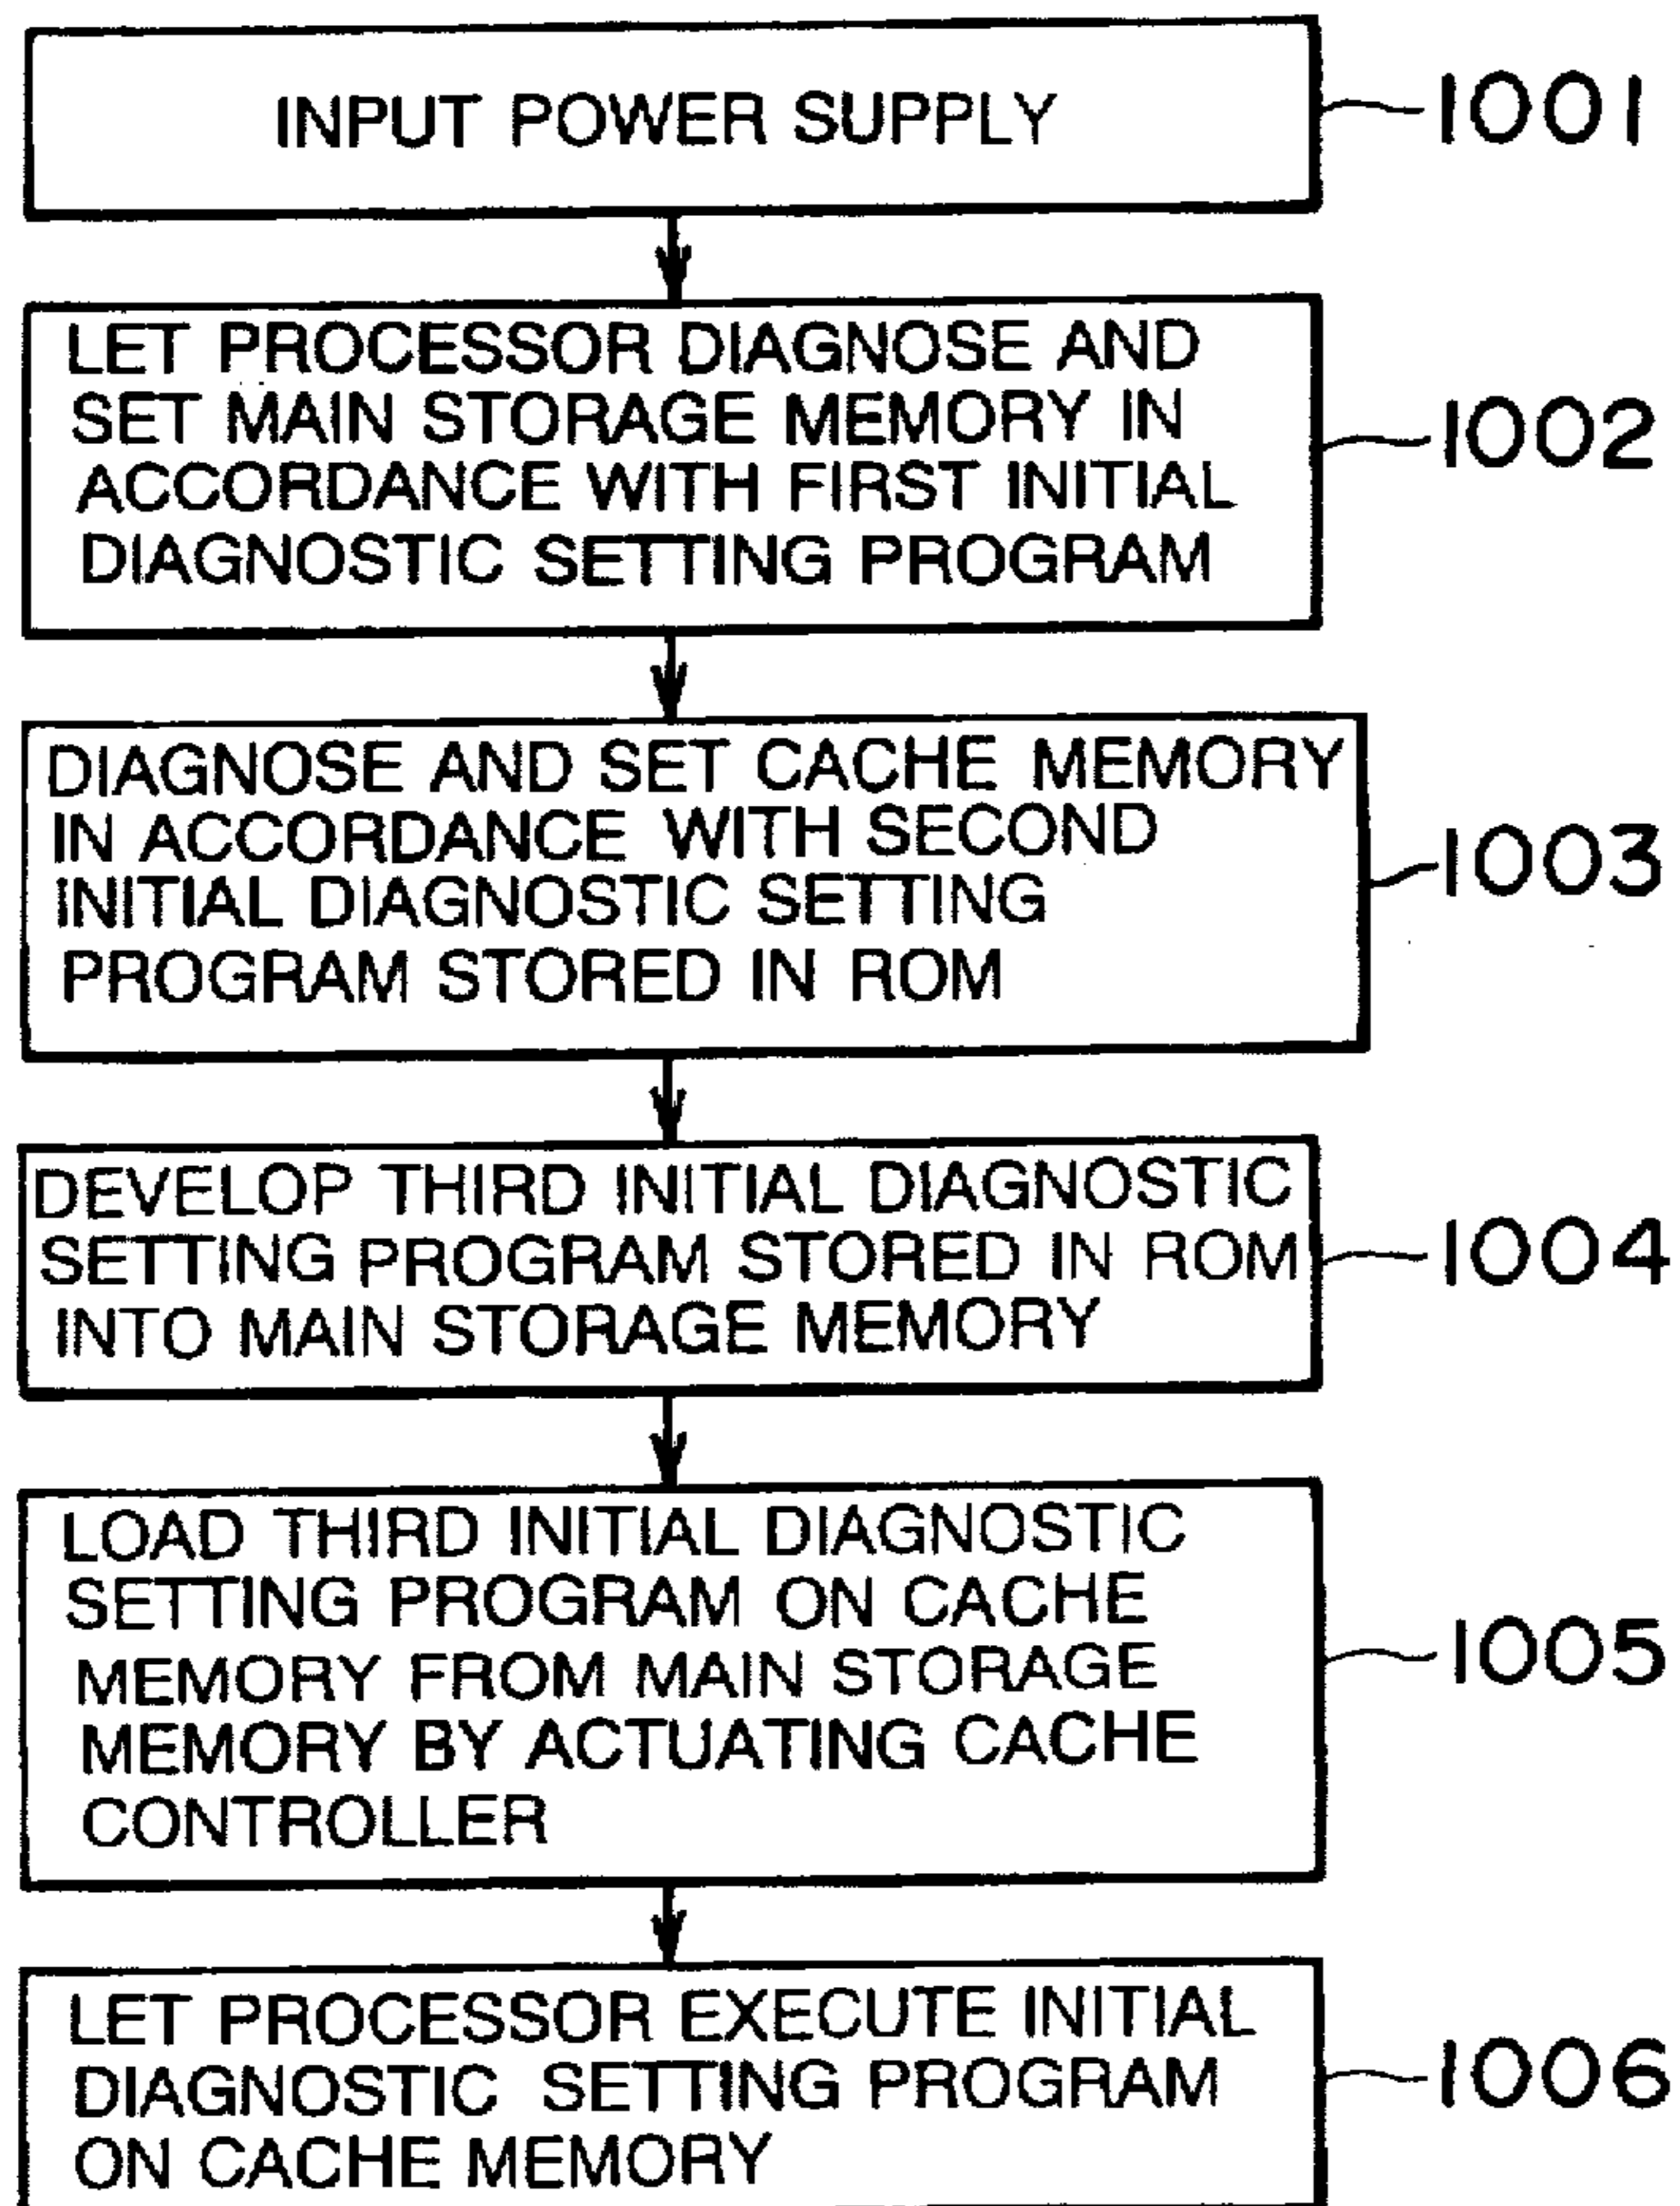 INPUT POWER SUPPLY
1001
LET PROCESSOR DIAGNOSE AND
SET MAIN STORAGE MEMORY IN
ACCORDANCE WITH FIRST INITIAL
DIAGNOSTIC SETTING PROGRAM
1002
DIAGNOSE AND SET CACHE MEMORY
IN ACCORDANCE WITH SECOND
INITIAL DIAGNOSTIC SETTING
PROGRAM STORED IN ROM
1003
DEVELOP THIRD INITIAL DIAGNOSTIC
SETTING PROGRAM STORED IN ROM
INTO MAIN STORAGE MEMORY
1004
LOAD THIRD INITIAL DIAGNOSTIC
SETTING PROGRAM ON CACHE
MEMORY FROM MAIN STORAGE
MEMORY BY ACTUATING CACHE
CONTROLLER
1005
LET PROCESSOR EXECUTE INITIAL
DIAGNOSTIC SETTING PROGRAM
ON CACHE MEMORY
1006